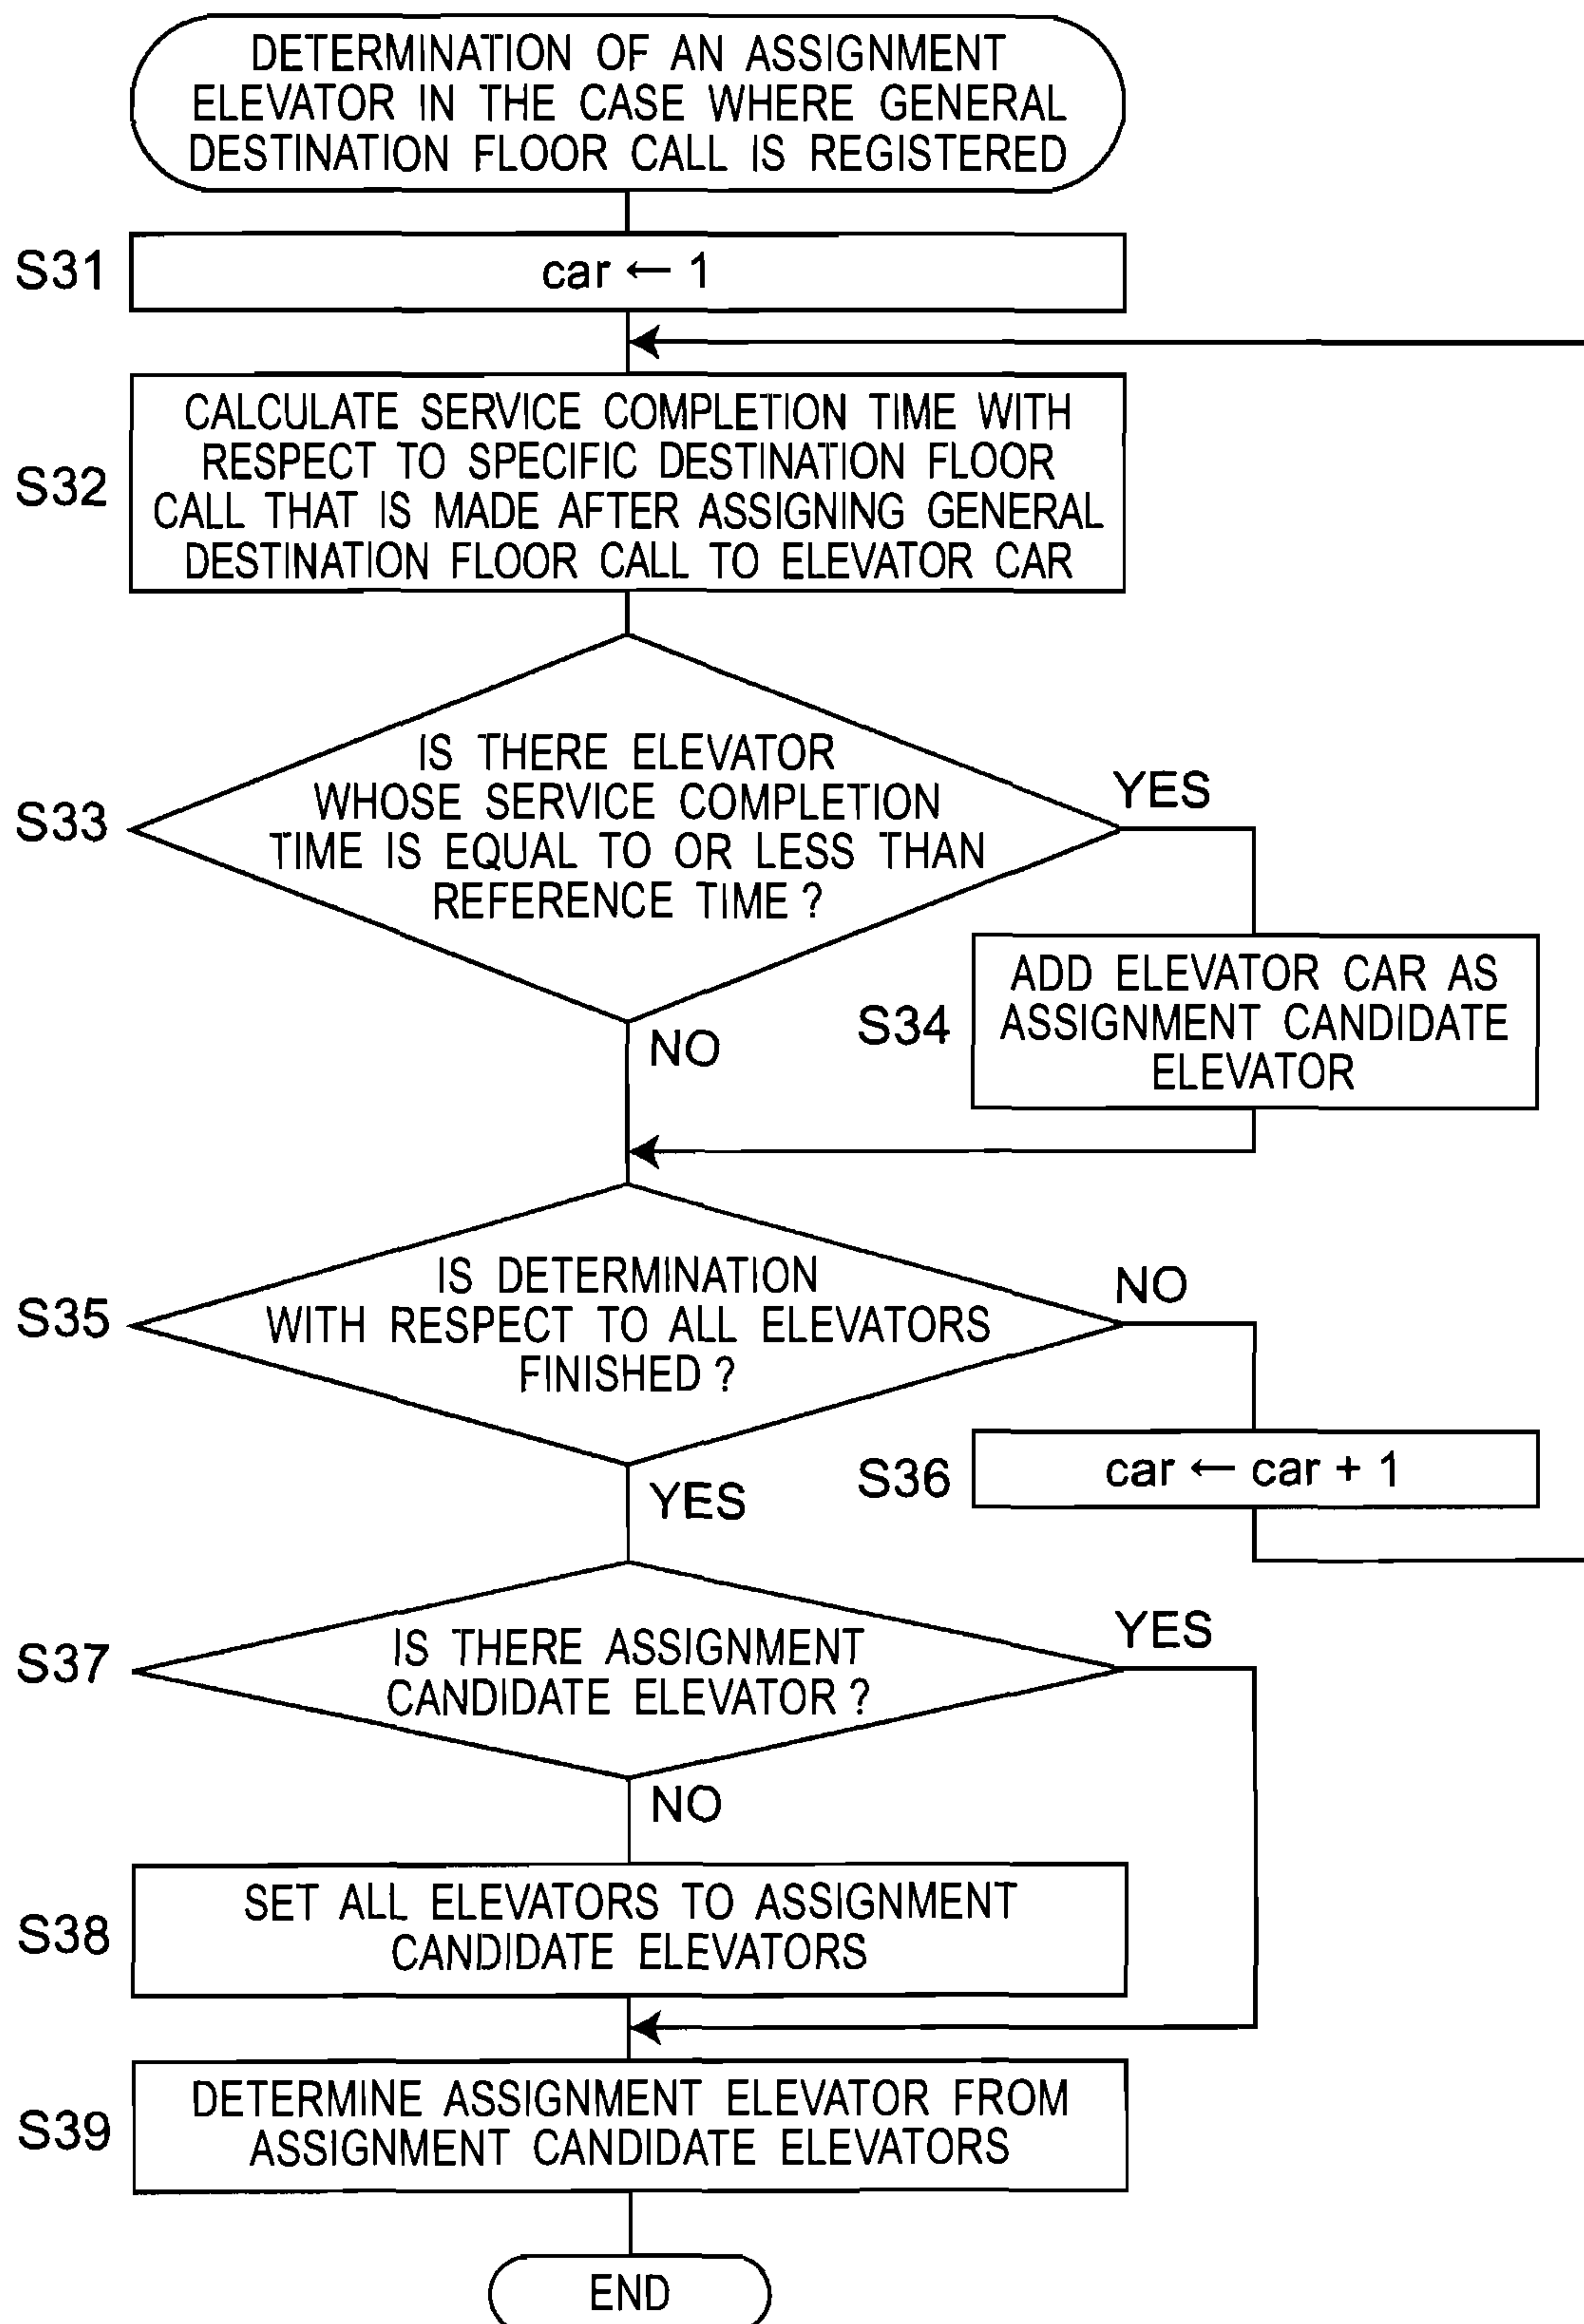 DETERMINATION OF AN ASSIGNMENT
ELEVATOR IN THE CASE WHERE GENERAL
DESTINATION FLOOR CALL IS REGISTERED
S31
car ← 1
S32
CALCULATE SERVICE COMPLETION TIME WITH
RESPECT TO SPECIFIC DESTINATION FLOOR
CALL THAT IS MADE AFTER ASSIGNING GENERAL
DESTINATION FLOOR CALL TO ELEVATOR CAR
S33
IS THERE ELEVATOR
WHOSE SERVICE COMPLETION
TIME IS EQUAL TO OR LESS THAN
REFERENCE TIME ?
YES
NO
S34
ADD ELEVATOR CAR AS
ASSIGNMENT CANDIDATE
ELEVATOR
S35
IS DETERMINATION
WITH RESPECT TO ALL ELEVATORS
FINISHED ?
NO
YES
S36
car ← car + 1
S37
IS THERE ASSIGNMENT
CANDIDATE ELEVATOR ?
YES
NO
S38
SET ALL ELEVATORS TO ASSIGNMENT
CANDIDATE ELEVATORS
S39
DETERMINE ASSIGNMENT ELEVATOR FROM
ASSIGNMENT CANDIDATE ELEVATORS
END